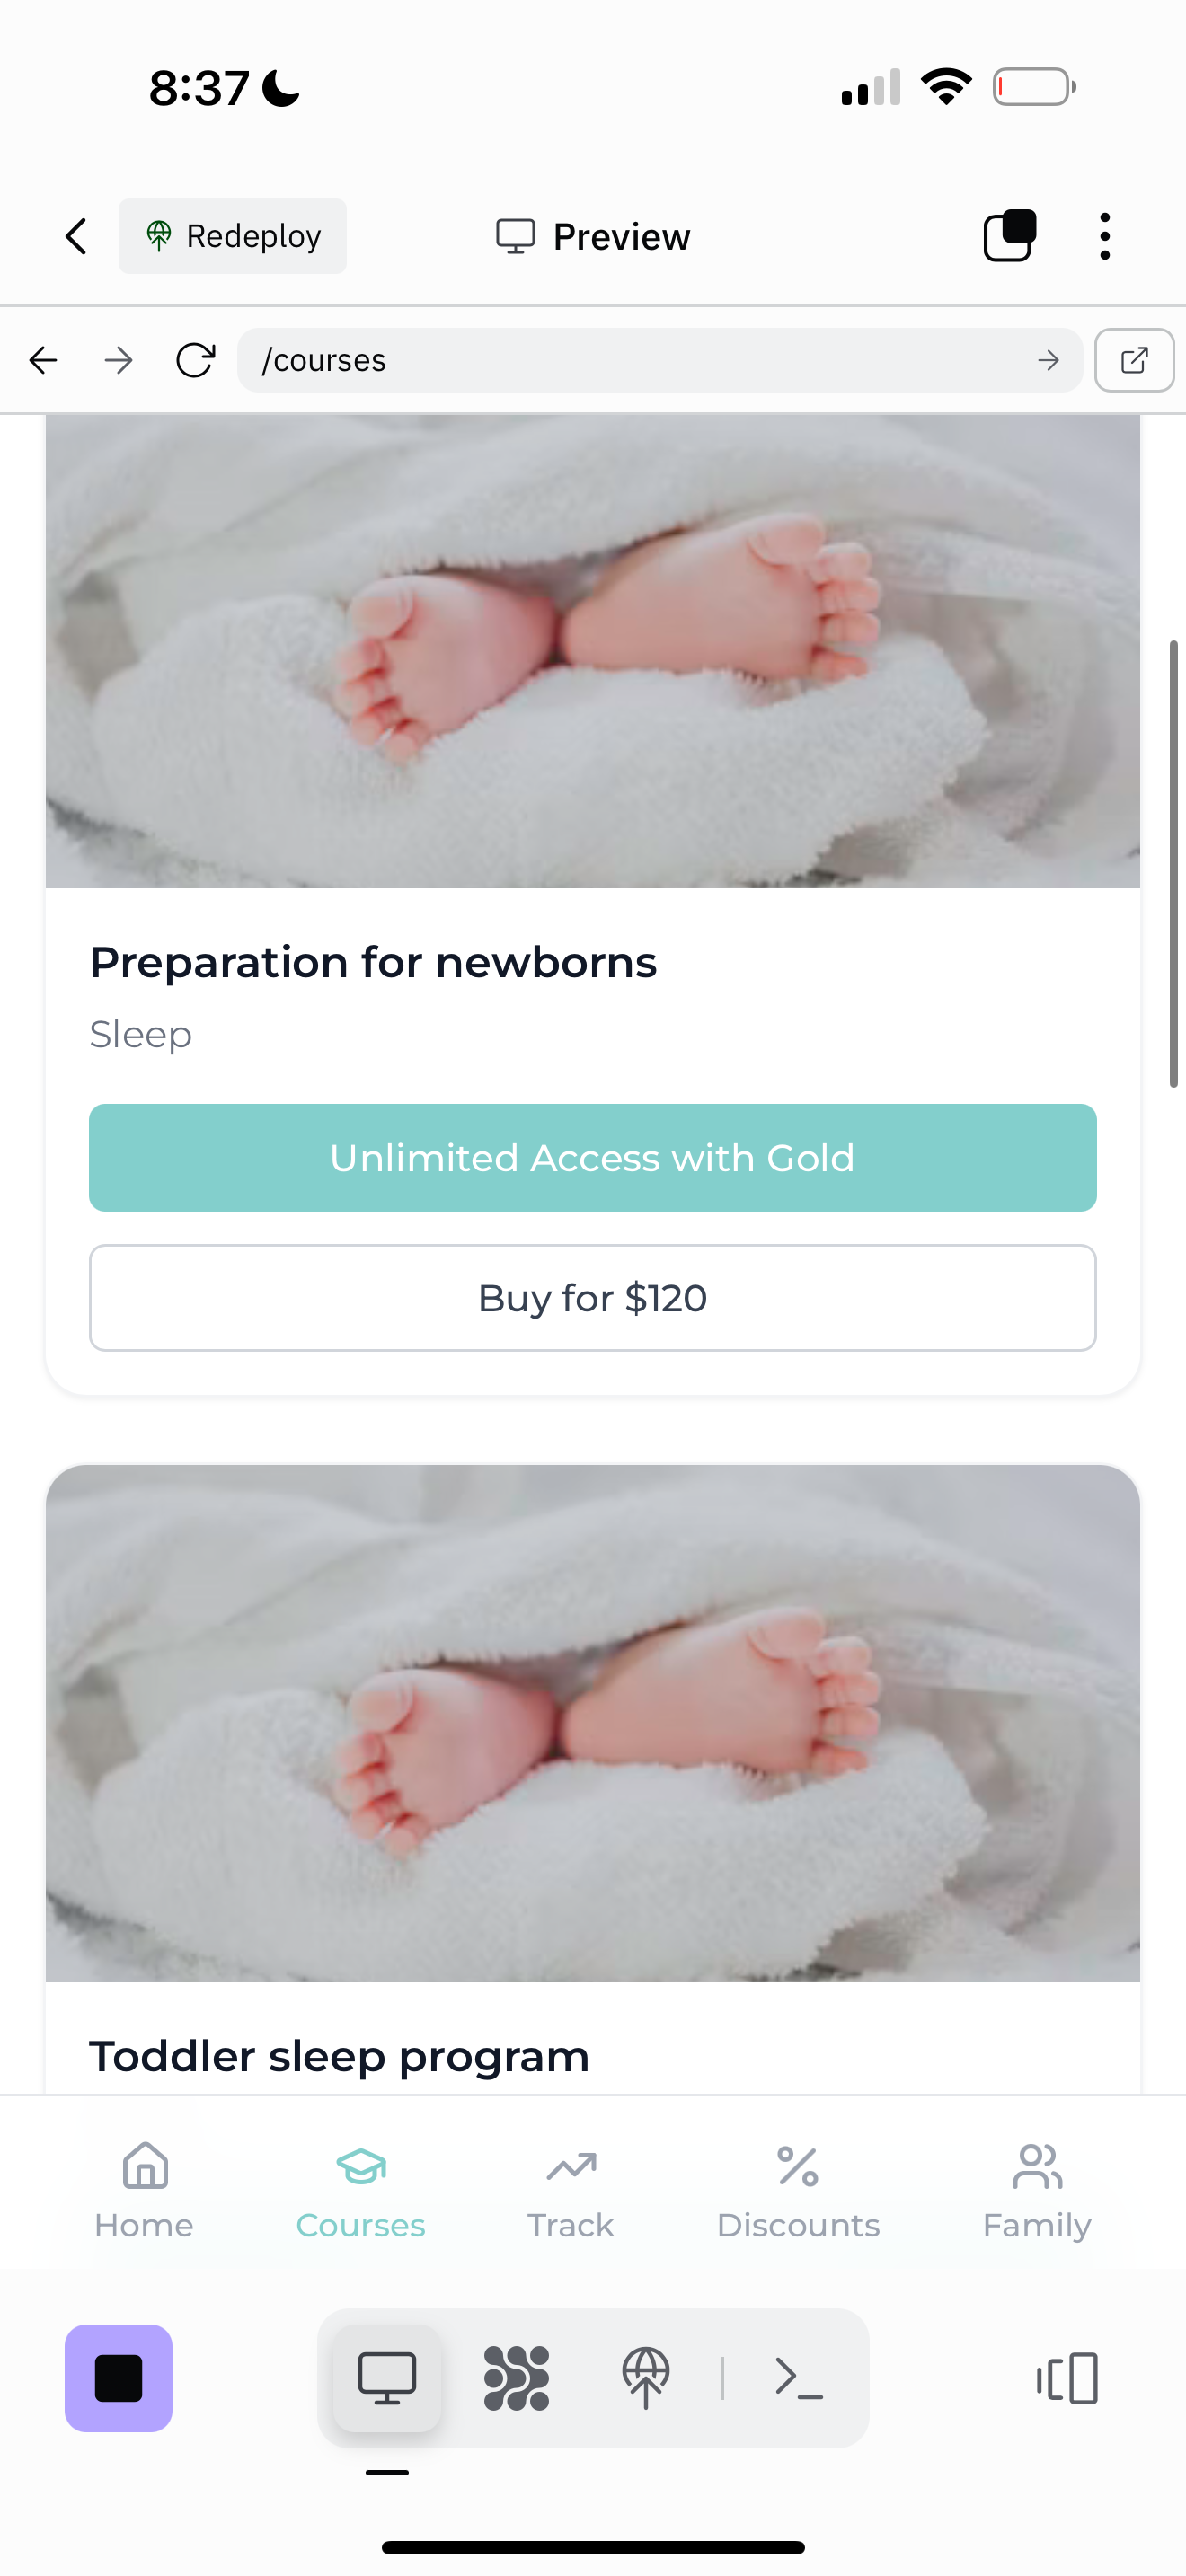 8:37
Redeploy
Preview
/courses
Preparation for newborns
Sleep
Unlimited Access with Gold
Buy for $120
Toddler sleep program
Home
Courses
Track
Discounts
Family